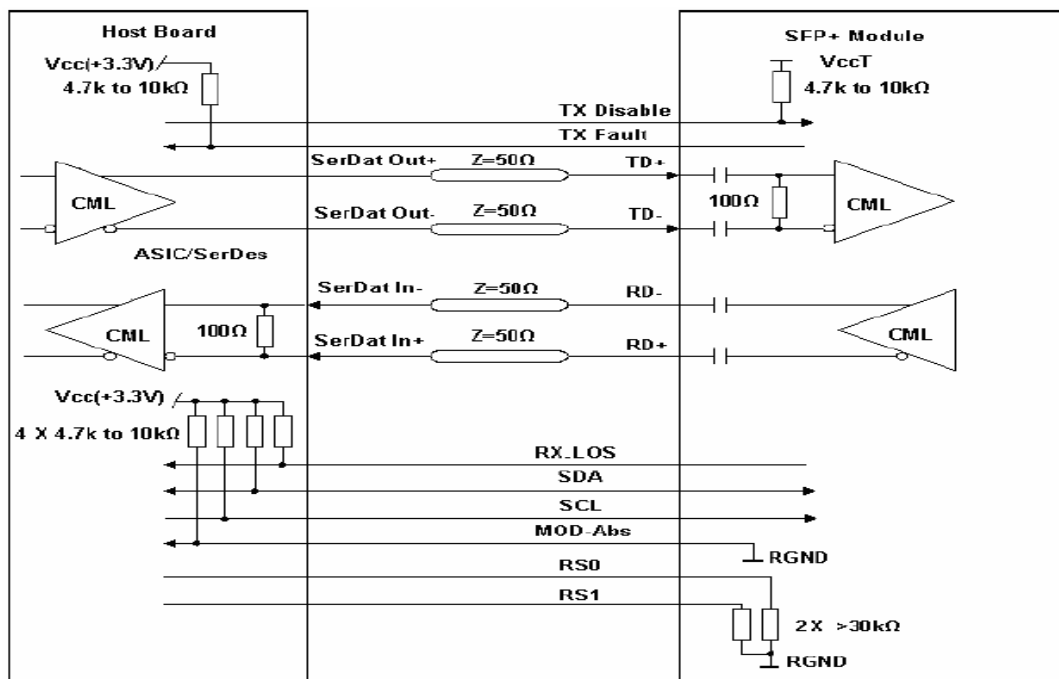 Host Board
SFP+ Module
Vcc(+3.3V)
4.7k to 10kΩ
VccT
4.7k to 10kΩ
TX Disable
TX Fault
SerDat Out+
Z=50Ω
TD+
CML
100Ω
CML
SerDat Out-
Z=50Ω
TD-
ASIC/SerDes
SerDat In-
Z=50Ω
RD-
CML
100Ω
CML
SerDat In+
Z=50Ω
RD+
Vcc(+3.3V)
4 X 4.7k to 10kΩ
RX-LOS
SDA
SCL
MOD-Abs
RGND
RS0
RS1
2X >30kΩ
RGND